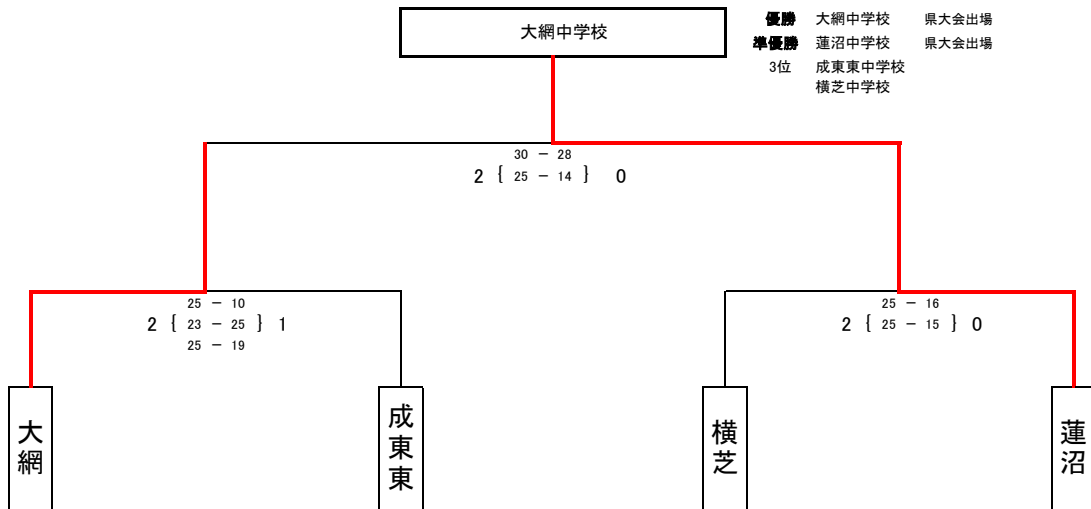 大網中学校
優勝 大網中学校 県大会出場
準優勝 蓮沼中学校 県大会出場
3位 成東東中学校
横芝中学校
30 － 28
2 { 25 － 14 } 0
25 － 10
2 { 23 － 25 } 1
25 － 19
25 － 16
2 { 25 － 15 } 0
大網
成東東
横芝
蓮沼